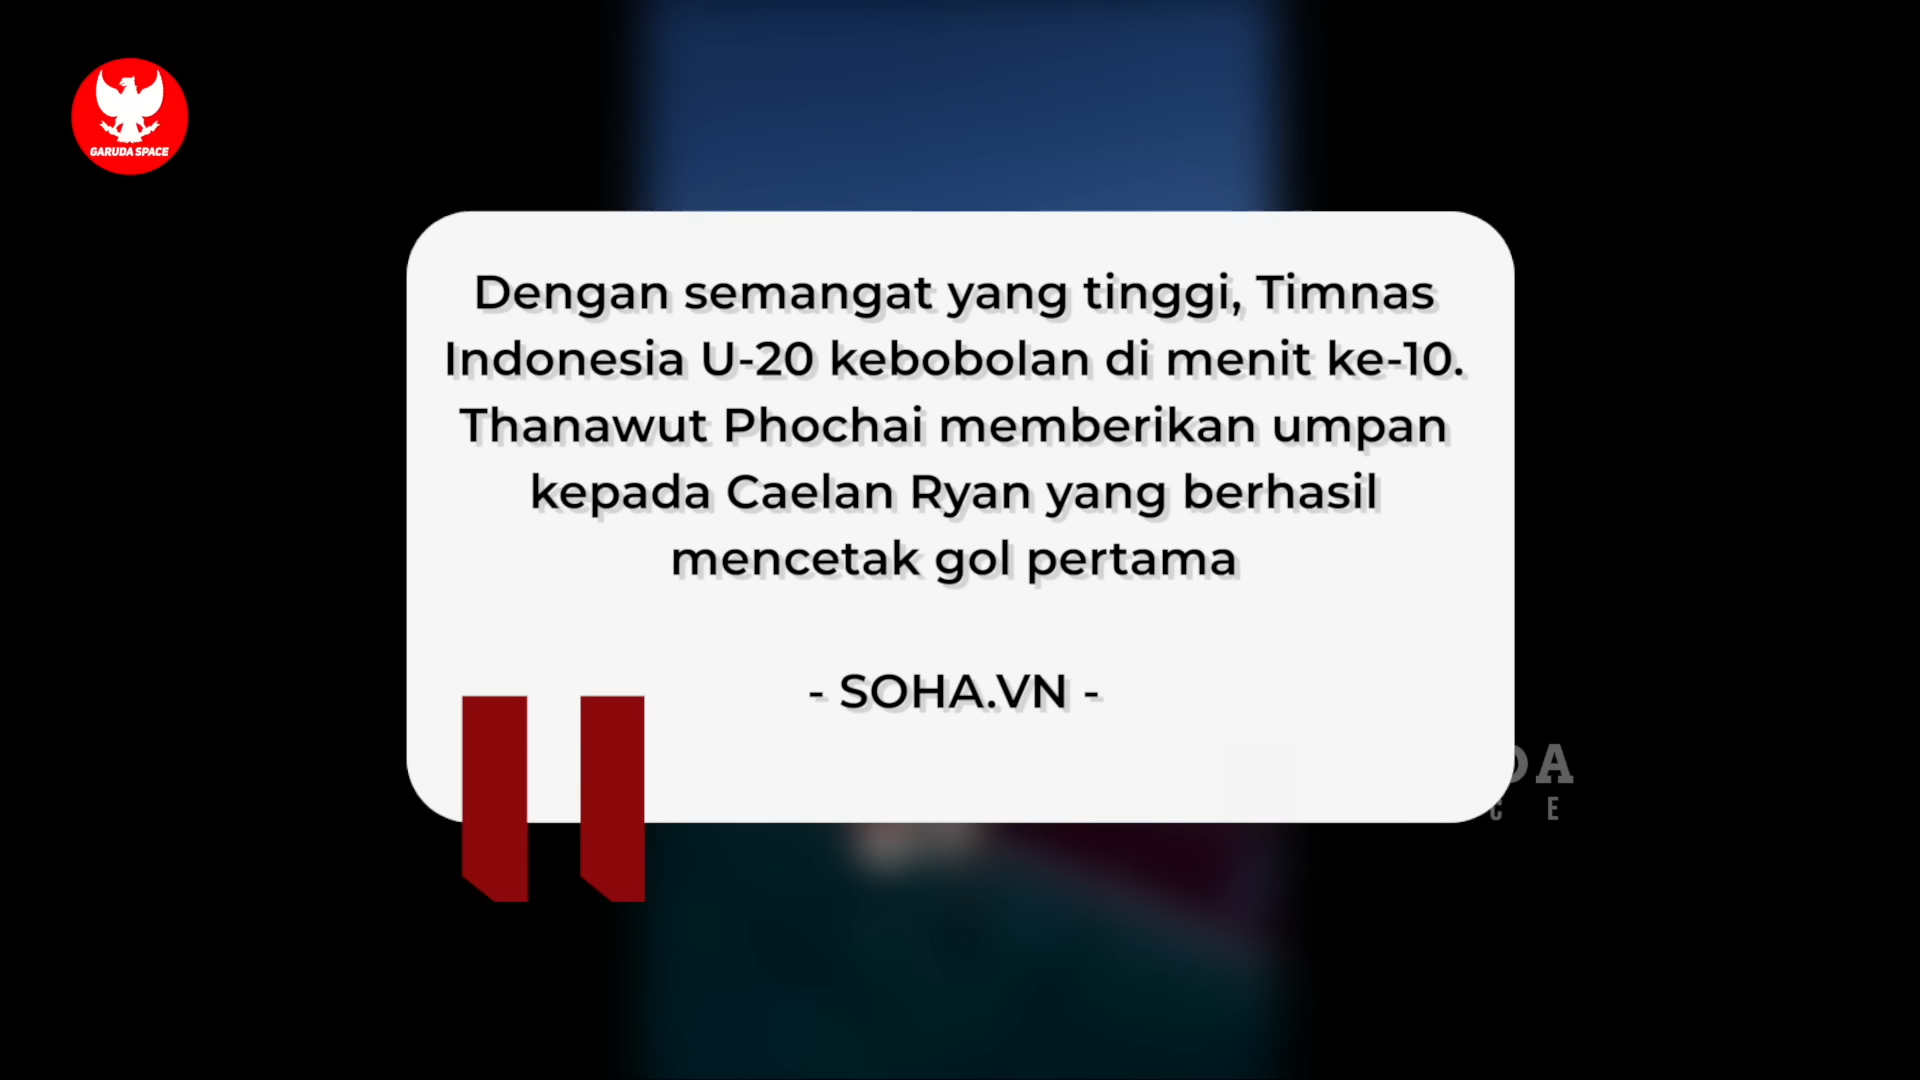 GARUDA SPACE
Dengan semangat yang tinggi, Timnas
Indonesia U-20 kebobolan di menit ke-10.
Thanawut Phochai memberikan umpan
kepada Caelan Ryan yang berhasil
mencetak gol pertama
- SOHA.VN -